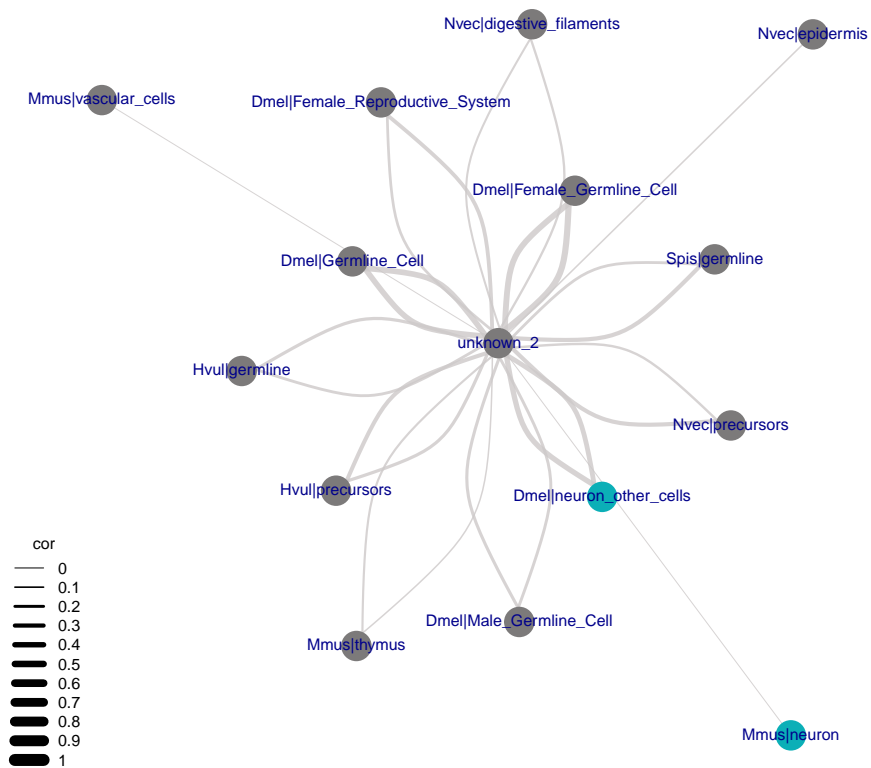 Nvec|digestive_filaments
Nvec|epidermis
Mmus|vascular_cells
Dmel|Female_Reproductive_System
Dmel|Female_Germline_Cell
Dmel|Germline_Cell
Spis|germline
unknown_2
Hvul|germline
Nvec|precursors
Hvul|precursors
Dmel|neuron_other_cells
Dmel|Male_Germline_Cell
Mmus|thymus
Mmus|neuron
cor
0
0.1
0.2
0.3
0.4
0.5
0.6
0.7
0.8
0.9
1